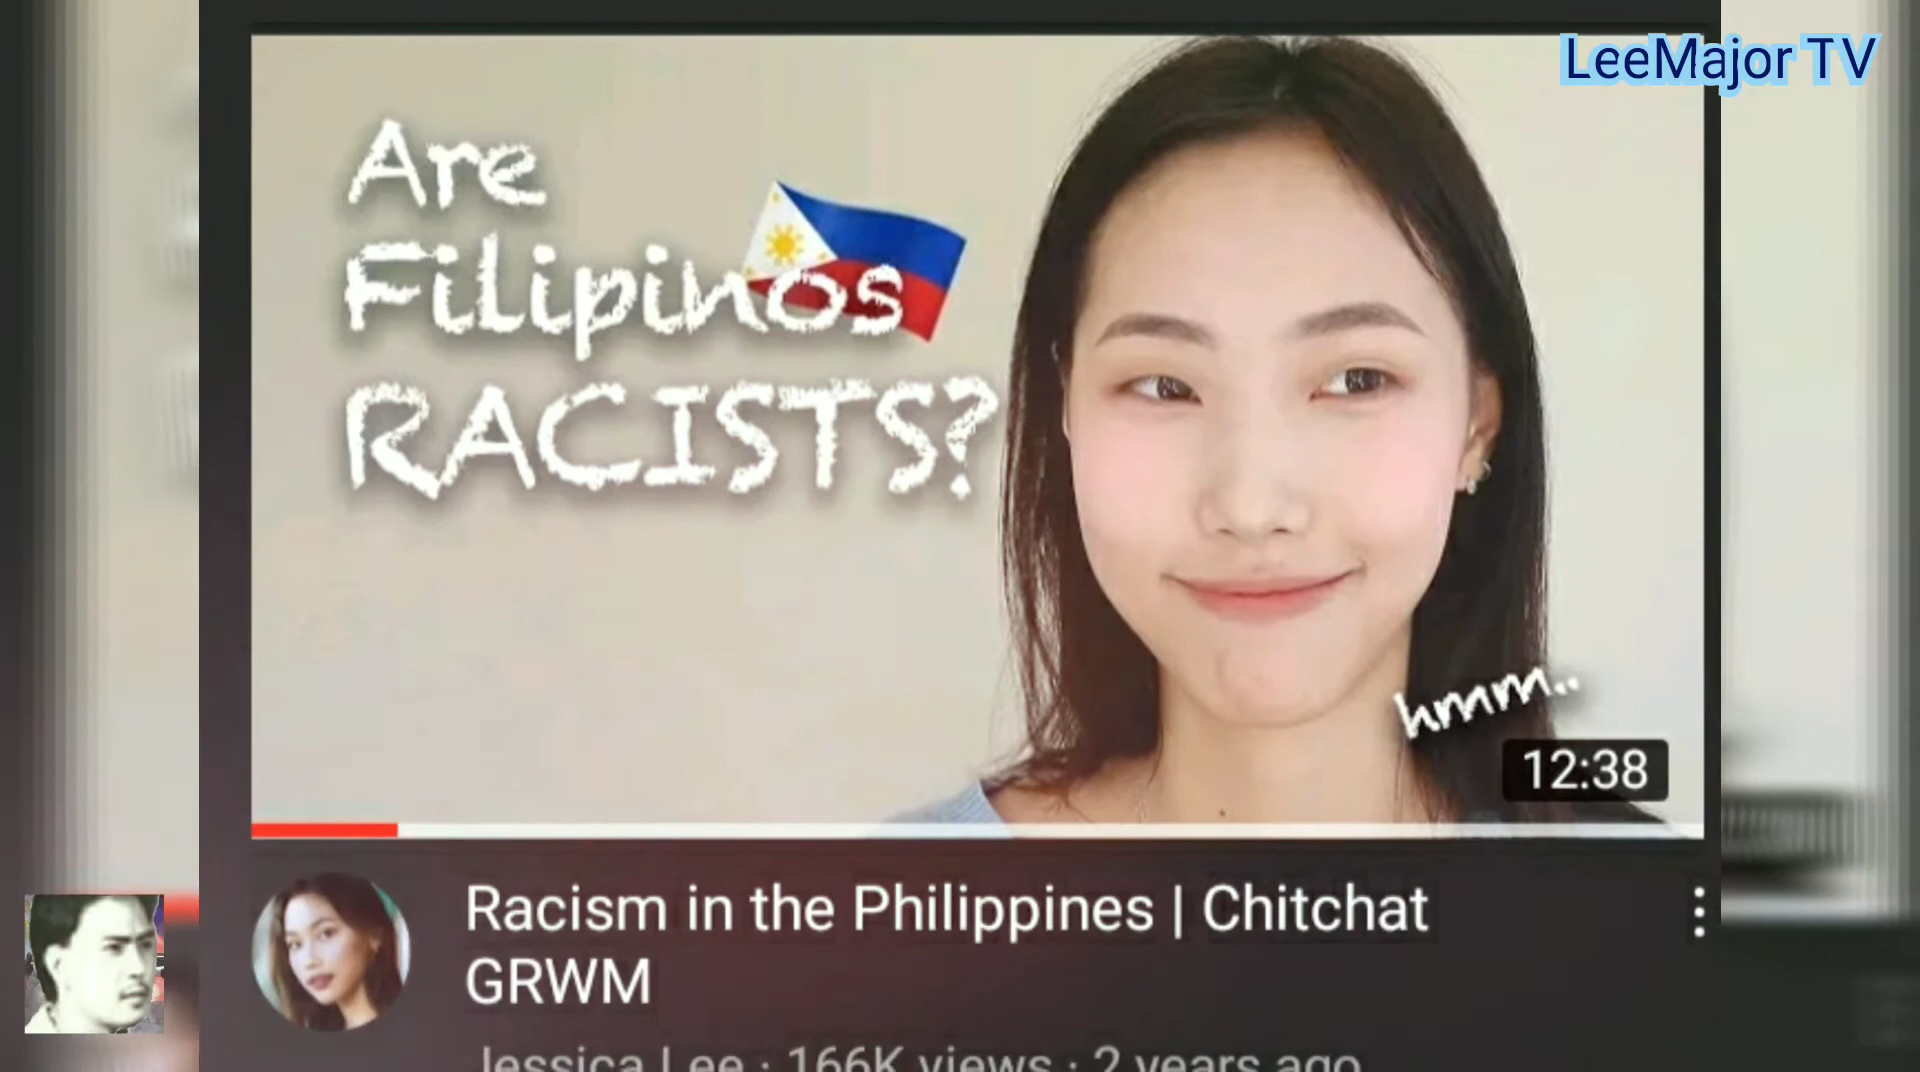 LeeMajor TV
Are
Filipinos
RACISTS?
hmm..
12:38
Racism in the Philippines | Chitchat
GRWM
Jessica Lee · 166K views · 2 years ago